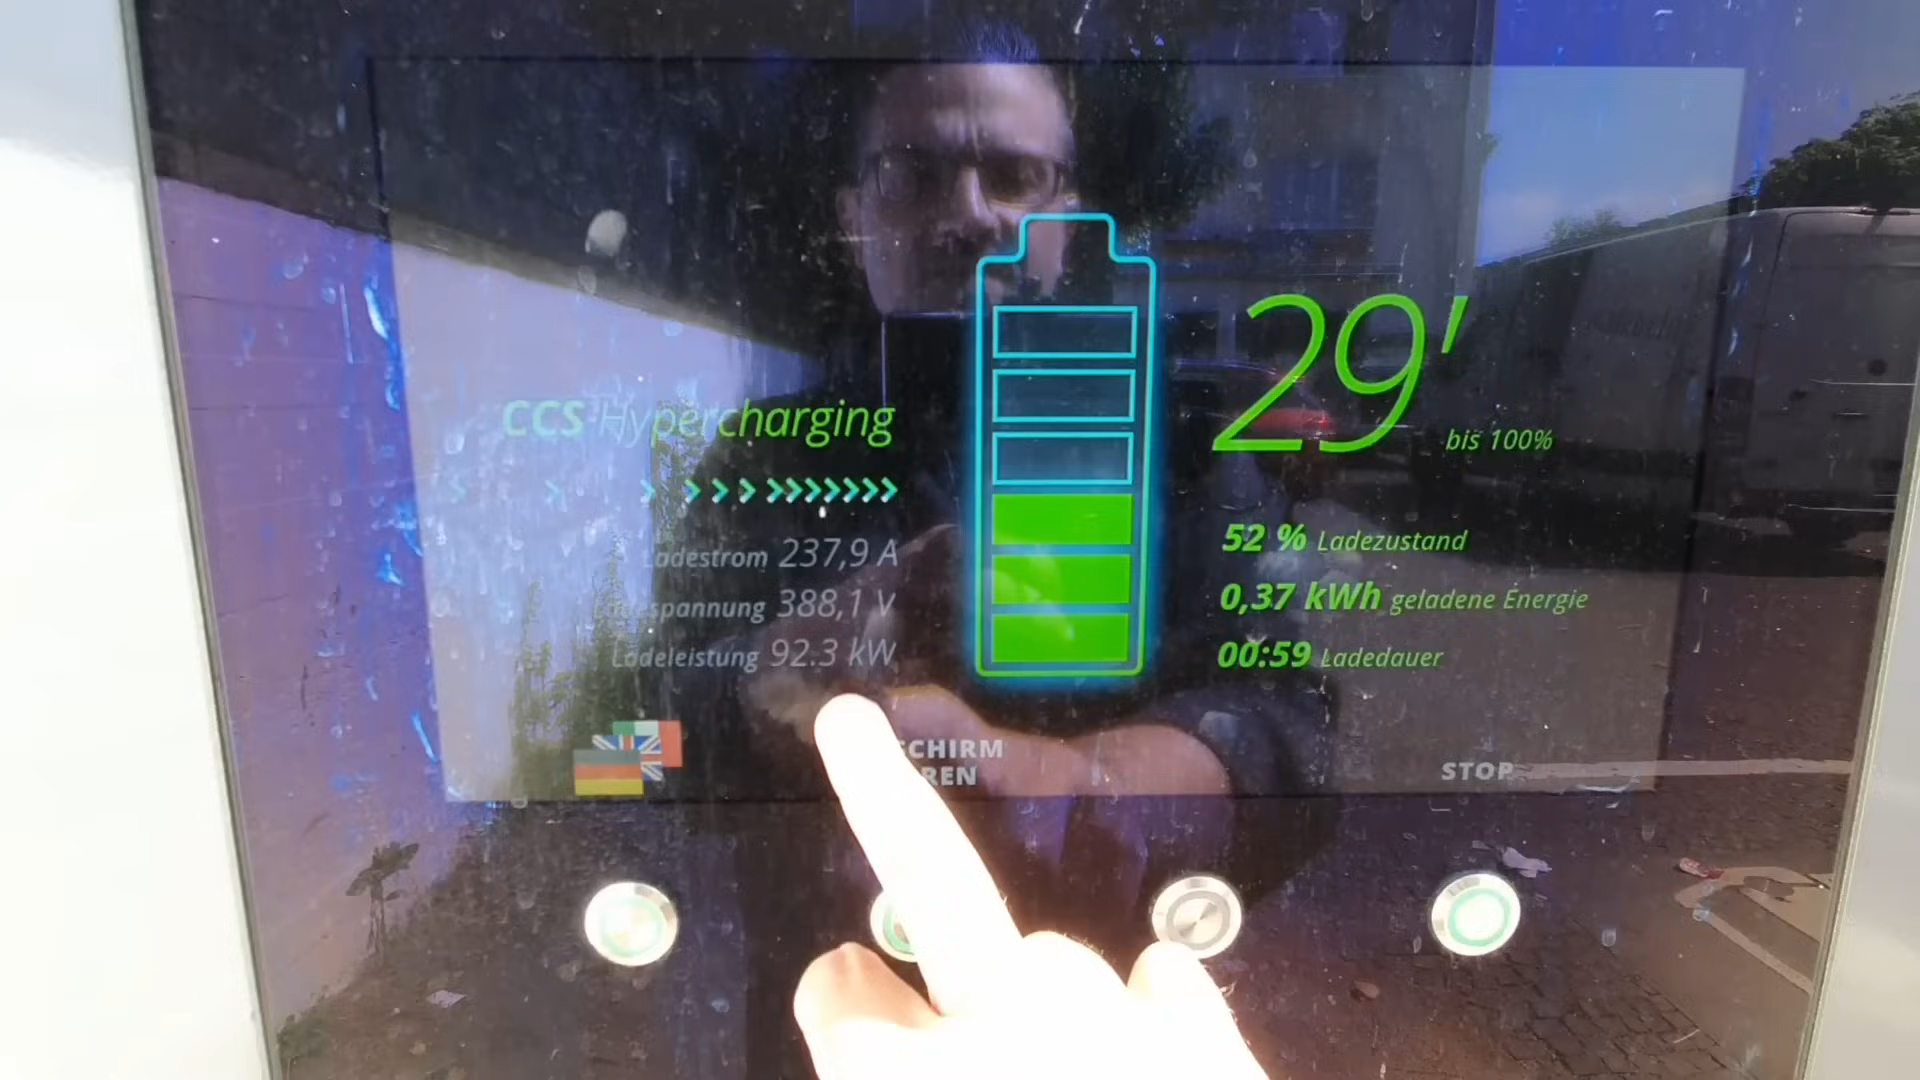 CCS Hypercharging
Ladestrom 237,9 A
Ladespannung 388,1 V
Ladeleistung 92.3 kW
29'
bis 100%
52 % Ladezustand
0,37 kWh geladene Energie
00:59 Ladedauer
SCHIRM
REN
STOP